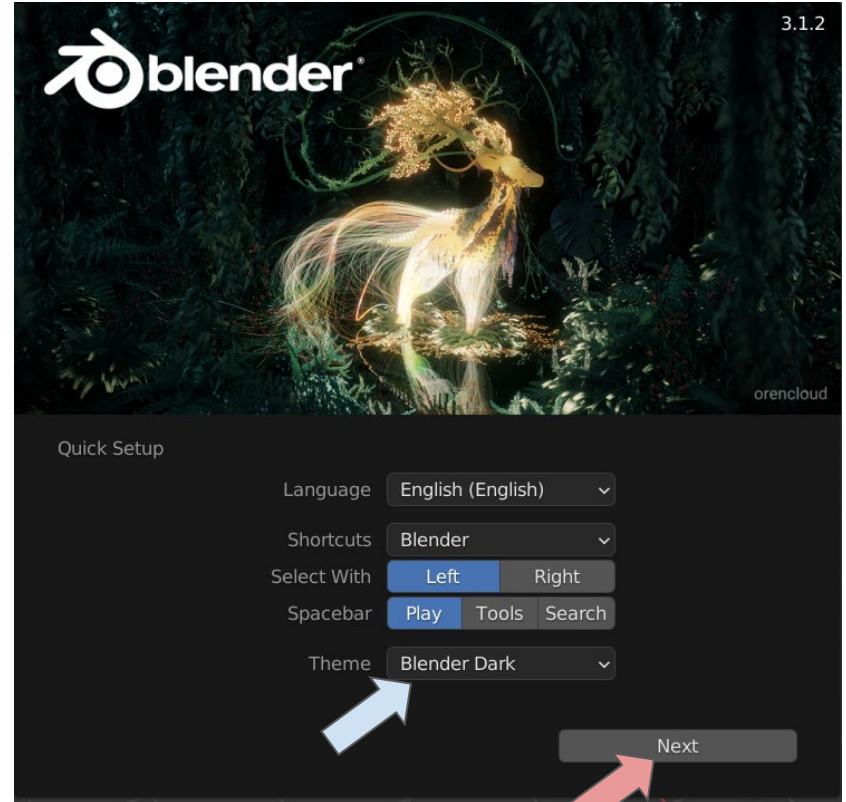 3.1.2
blender
orencloud
Quick Setup
Language English (English)
Shortcuts Blender
Select With Left Right
Spacebar Play Tools Search
Theme Blender Dark
Next